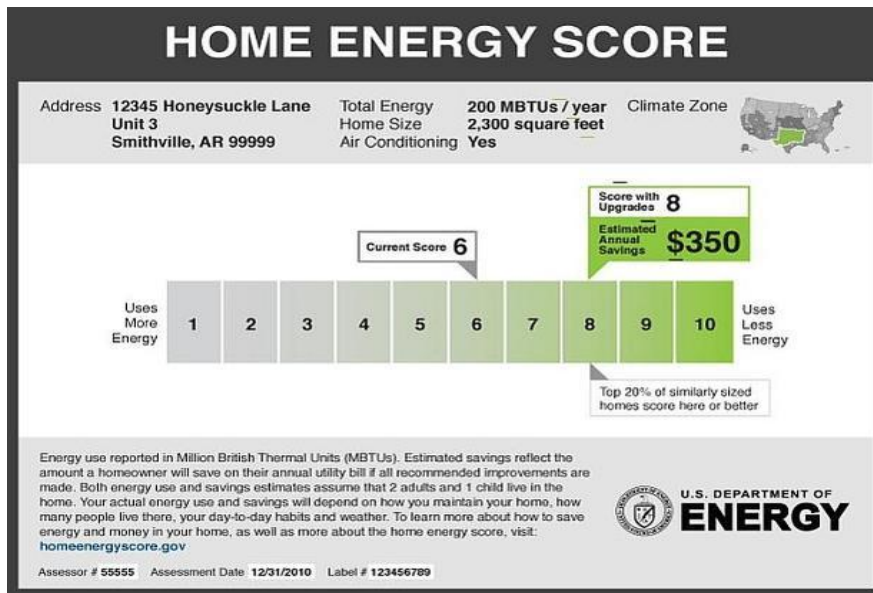 HOME ENERGY SCORE
Address 12345 Honeysuckle Lane
Unit 3
Smithville, AR 99999
Total Energy 200 MBTUs / year
Home Size 2,300 square feet
Air Conditioning Yes
Climate Zone
Score with
Upgrades 8
Estimated
Annual
Savings $350
Current Score 6
Uses
More
Energy
1 2 3 4 5 6 7 8 9 10
Uses
Less
Energy
Top 20% of similarly sized
homes score here or better
Energy use reported in Million British Thermal Units (MBTUs). Estimated savings reflect the
amount a homeowner will save on their annual utility bill if all recommended improvements are
made. Both energy use and savings estimates assume that 2 adults and 1 child live in the
home. Your actual energy use and savings will depend on how you maintain your home, how
many people live there, your day-to-day habits and weather. To learn more about how to save
energy and money in your home, as well as more about the home energy score, visit:
homeenergyscore.gov
U.S. DEPARTMENT OF
ENERGY
Assessor # 55555 Assessment Date 12/31/2010 Label # 123456789